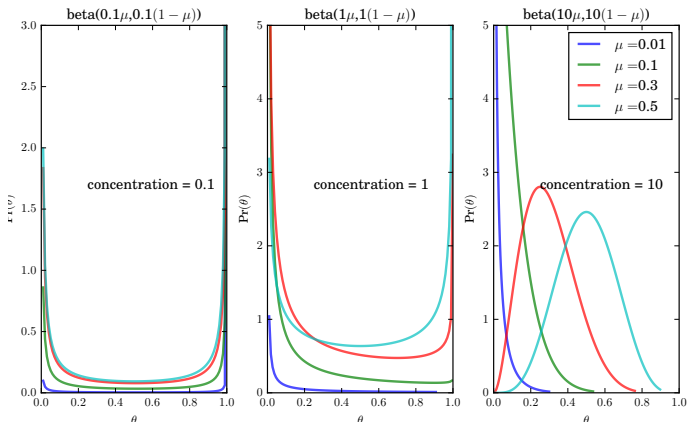 beta(0.1μ,0.1(1 − μ))
3.0
2.5
2.0
1.5
1.0
0.5
0.0
Pr(θ)
concentration = 0.1
0.0 0.2 0.4 0.6 0.8 1.0
θ
beta(1μ,1(1 − μ))
5
4
3
2
1
0
Pr(θ)
concentration = 1
0.0 0.2 0.4 0.6 0.8 1.0
θ
beta(10μ,10(1 − μ))
5
4
3
2
1
0
Pr(θ)
μ =0.01
μ =0.1
μ =0.3
μ =0.5
concentration = 10
0.0 0.2 0.4 0.6 0.8 1.0
θ